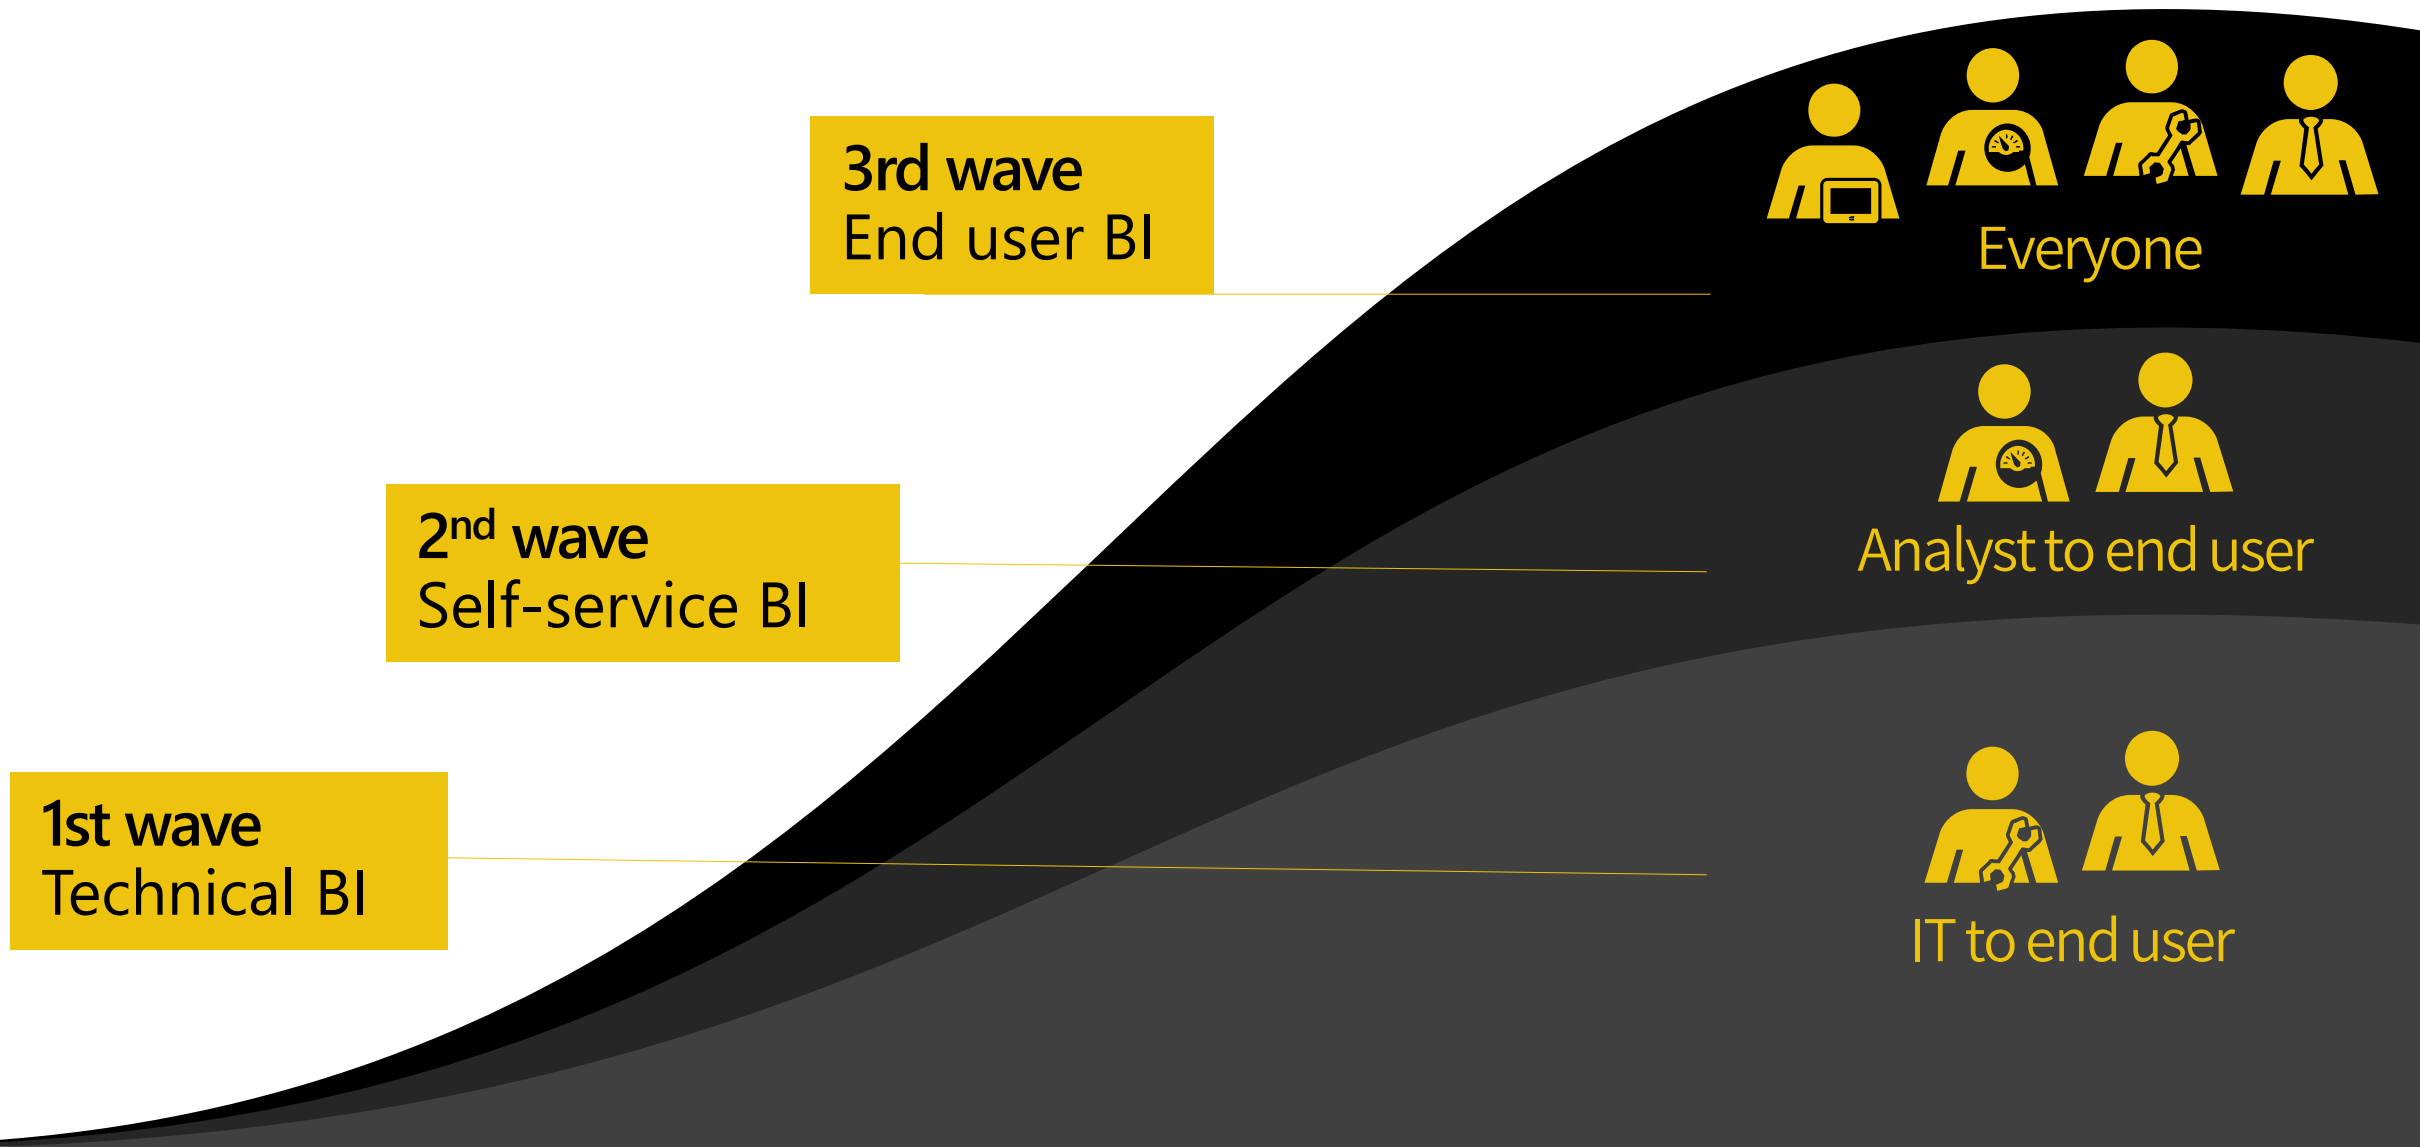 3rd wave
End user BI
Everyone
2nd wave
Self-service BI
Analyst to end user
1st wave
Technical BI
IT to end user